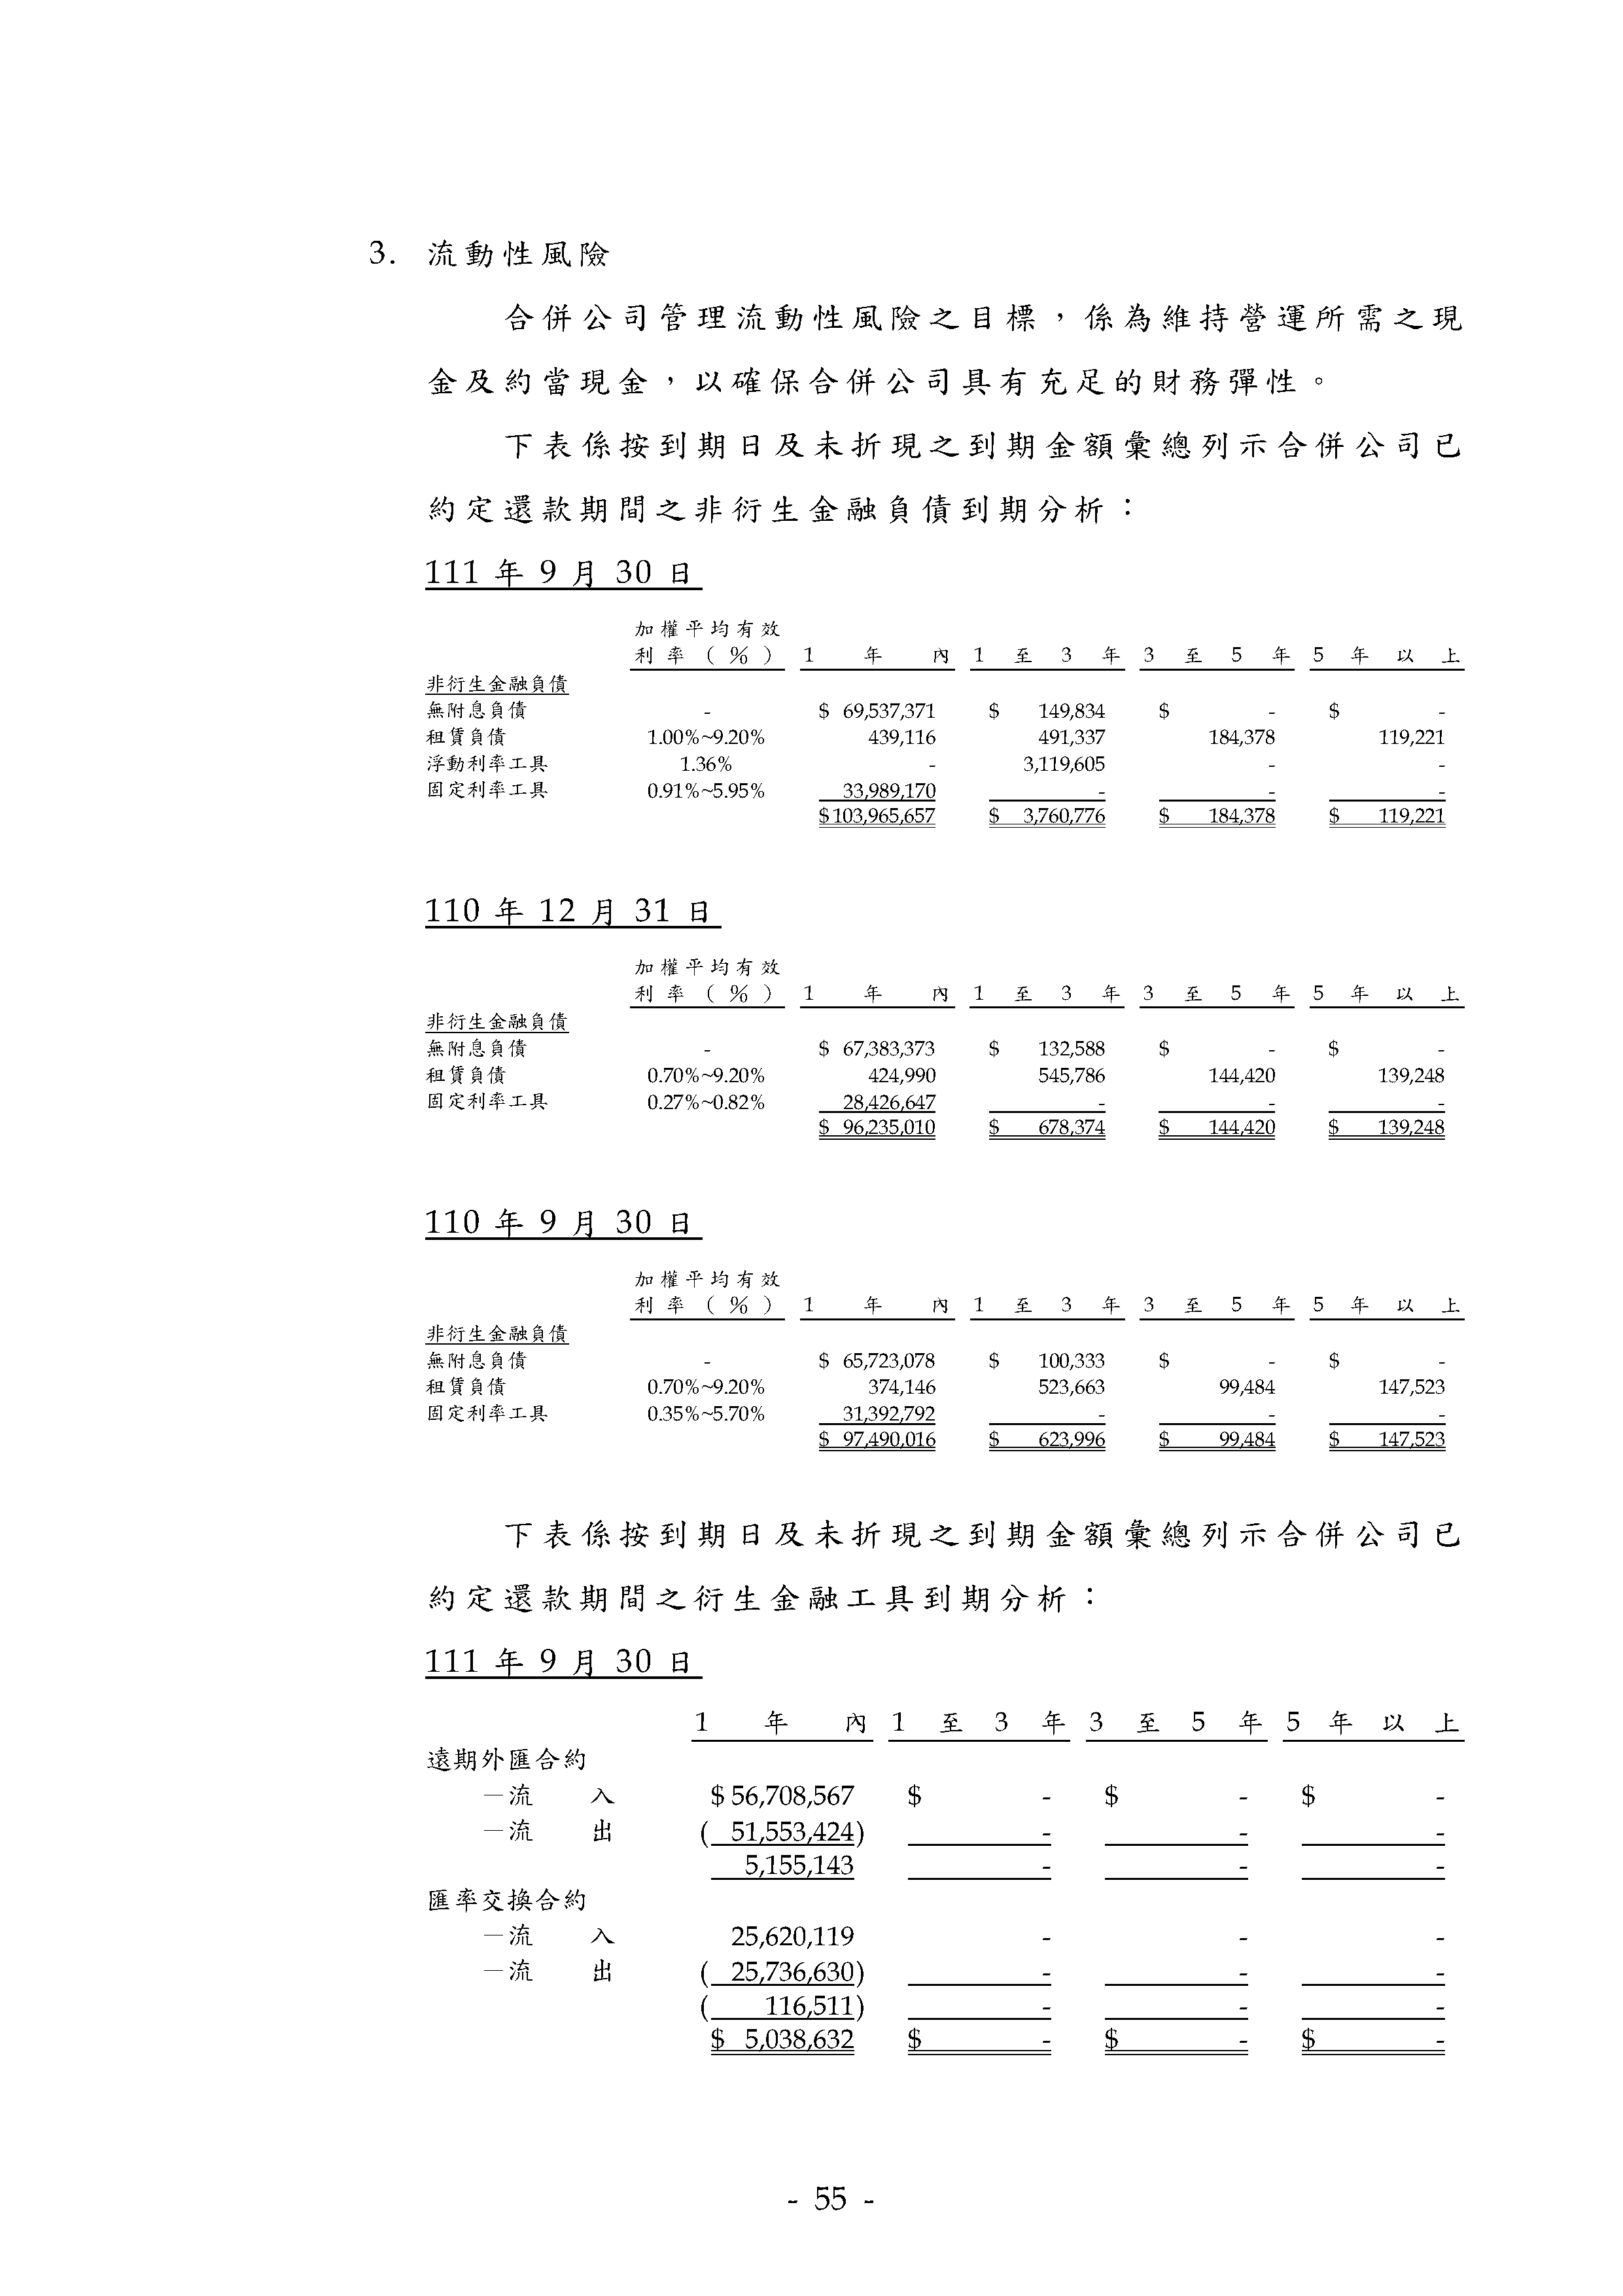 3. 流動性風險
合併公司管理流動性風險之目標，係為維持營運所需之現
金及約當現金，以確保合併公司具有充足的財務彈性。
下表係按到期日及未折現之到期金額彙總列示合併公司已
約定還款期間之非衍生金融負債到期分析：
111 年 9 月 30 日
加權平均有效
利率（％） 1 年 內 1 至 3 年 3 至 5 年 5 年 以 上
非衍生金融負債
無附息負債 - $ 69,537,371 $ 149,834 $ - $ -
租賃負債 1.00%~9.20% 439,116 491,337 184,378 119,221
浮動利率工具 1.36% - 3,119,605 - -
固定利率工具 0.91%~5.95% 33,989,170 - - -
$103,965,657 $ 3,760,776 $ 184,378 $ 119,221
110 年 12 月 31 日
加權平均有效
利率（％） 1 年 內 1 至 3 年 3 至 5 年 5 年 以 上
非衍生金融負債
無附息負債 - $ 67,383,373 $ 132,588 $ - $ -
租賃負債 0.70%~9.20% 424,990 545,786 144,420 139,248
固定利率工具 0.27%~0.82% 28,426,647 - - -
$ 96,235,010 $ 678,374 $ 144,420 $ 139,248
110 年 9 月 30 日
加權平均有效
利率（％） 1 年 內 1 至 3 年 3 至 5 年 5 年 以 上
非衍生金融負債
無附息負債 - $ 65,723,078 $ 100,333 $ - $ -
租賃負債 0.70%~9.20% 374,146 523,663 99,484 147,523
固定利率工具 0.35%~5.70% 31,392,792 - - -
$ 97,490,016 $ 623,996 $ 99,484 $ 147,523
下表係按到期日及未折現之到期金額彙總列示合併公司已
約定還款期間之衍生金融工具到期分析：
111 年 9 月 30 日
1 年 內 1 至 3 年 3 至 5 年 5 年 以 上
遠期外匯合約
－流 入 $ 56,708,567 $ - $ - $ -
－流 出 ( 51,553,424) - - -
5,155,143 - - -
匯率交換合約
－流 入 25,620,119 - - -
－流 出 ( 25,736,630) - - -
( 116,511) - - -
$ 5,038,632 $ - $ - $ -
- 55 -